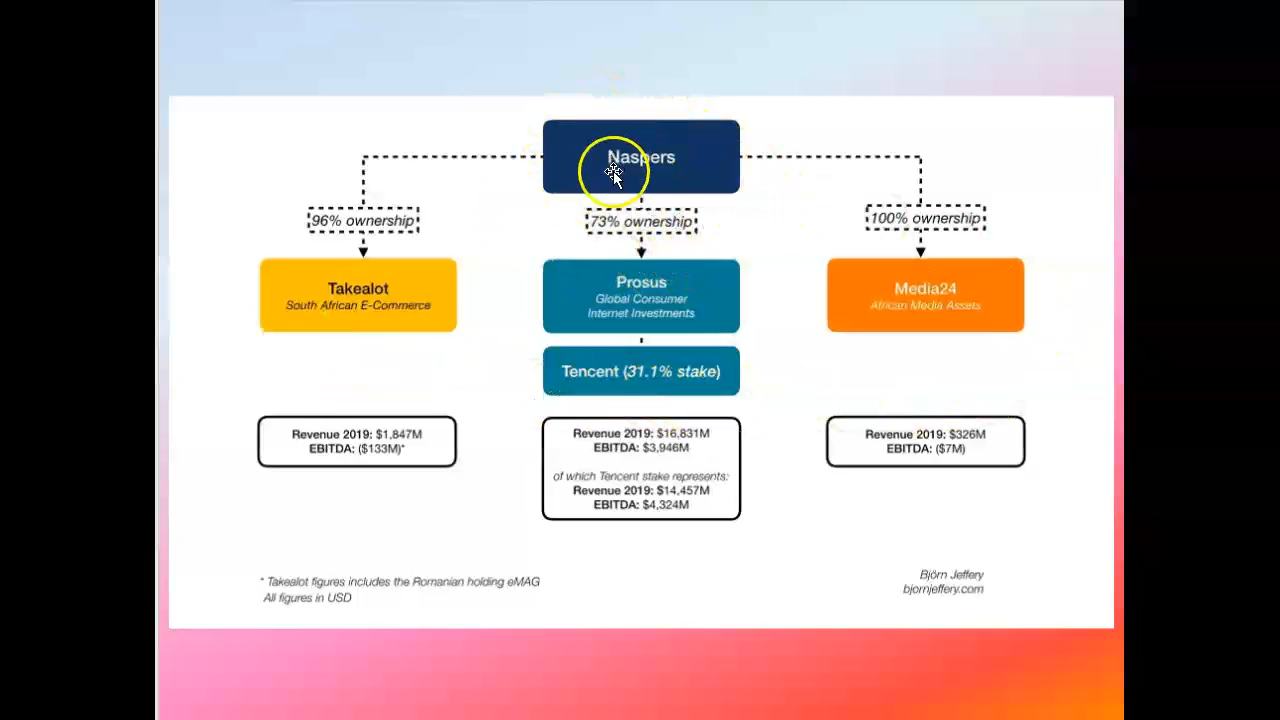 Naspers
96% ownership
73% ownership
100% ownership
Takealot
South African E-Commerce
Prosus
Global Consumer
Internet Investments
Media24
African Media Assets
Tencent (31.1% stake)
Revenue 2019: $1,847M
EBITDA: ($133M)*
Revenue 2019: $16,831M
EBITDA: $3,946M
of which Tencent stake represents:
Revenue 2019: $14,457M
EBITDA: $4,324M
Revenue 2019: $326M
EBITDA: ($7M)
* Takealot figures includes the Romanian holding eMAG
All figures in USD
Björn Jeffery
bjornjeffery.com